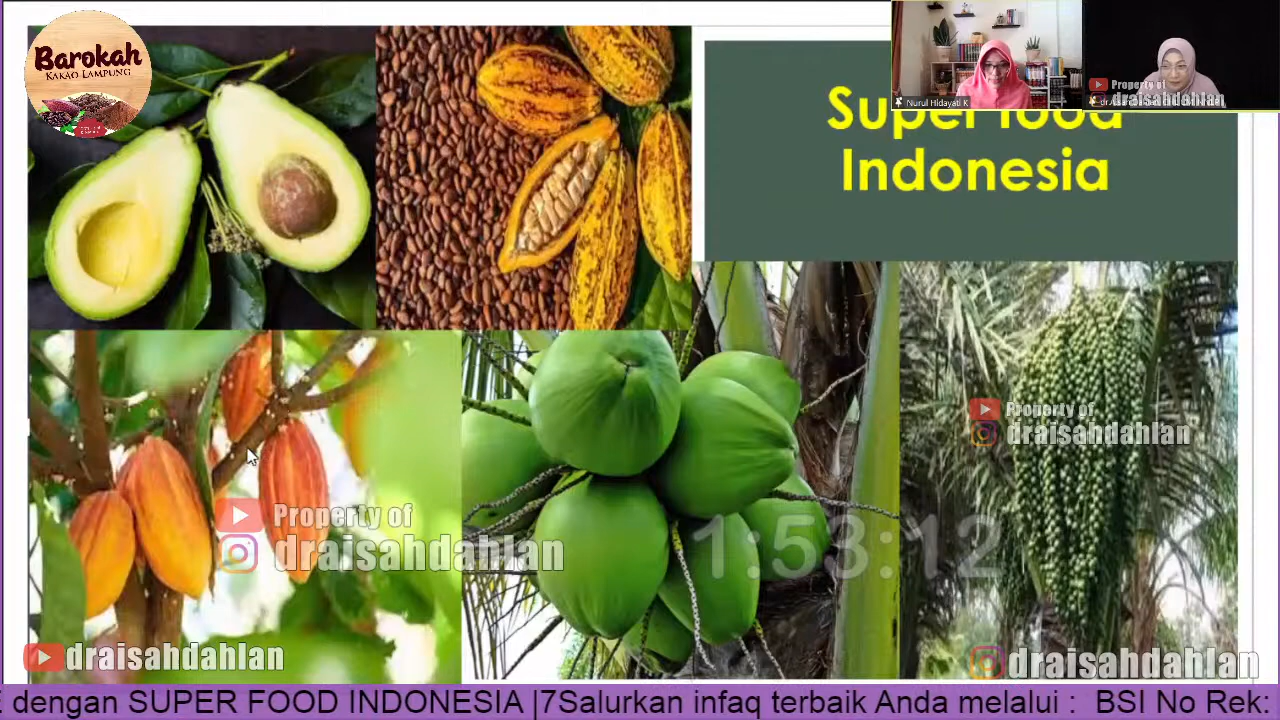 Barokah
KAKAO LAMPUNG
Super food
Indonesia
Nurul Hidayati K
Property of
draisahdahlan
Property of
draisahdahlan
Property of
draisahdahlan
1:53:12
draisahdahlan
draisahdahlan
E dengan SUPER FOOD INDONESIA |7Salurkan infaq terbaik Anda melalui : BSI No Rek: